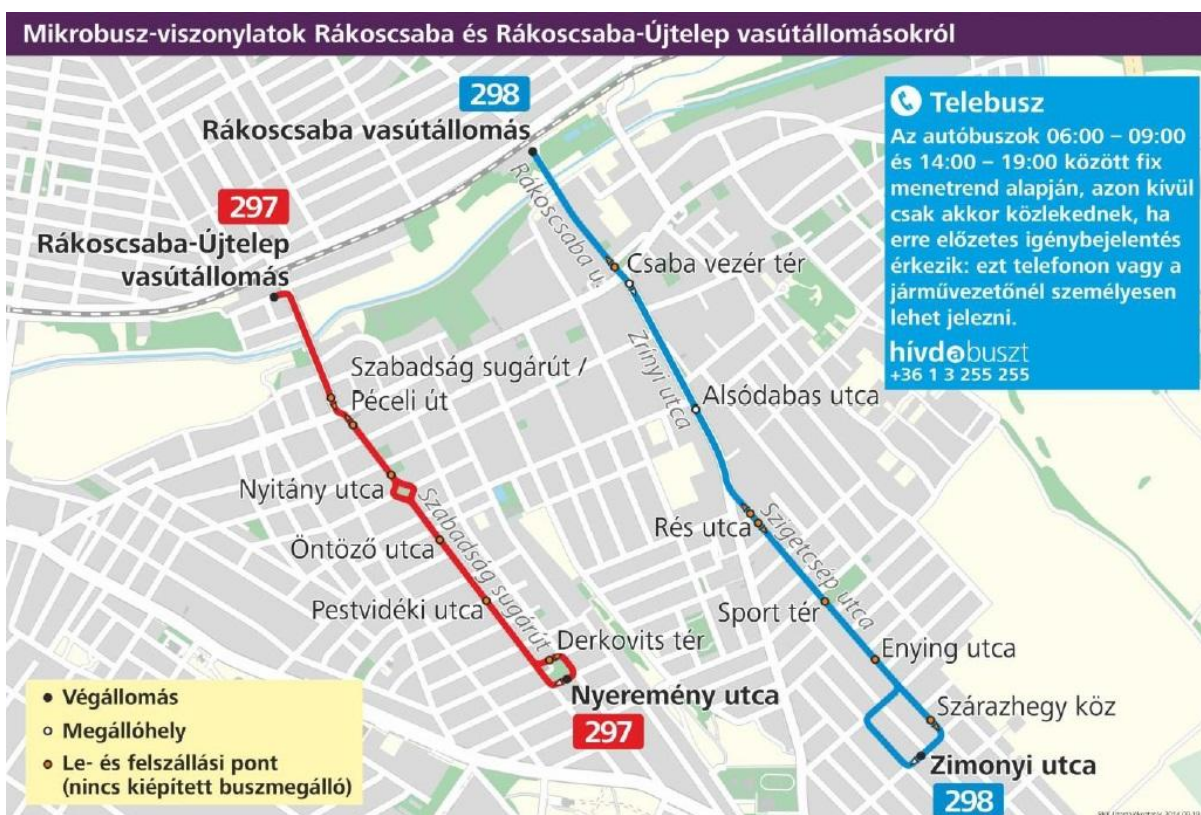 Mikrobusz-viszonylatok Rákoscsaba és Rákoscsaba-Újtelep vasútállomásokról
298
Rákoscsaba vasútállomás
Telebusz
Az autóbuszok 06:00 – 09:00
és 14:00 – 19:00 között fix
menetrend alapján, azon kívül
csak akkor közlekednek, ha
erre előzetes igénybejelentés
érkezik: ezt telefonon vagy a
járművezetőnél személyesen
lehet jelezni.
hívdabuszt
+36 1 3 255 255
297
Rákoscsaba-Újtelep
vasútállomás
Rákoscsaba u.
Csaba vezér tér
Zrínyi utca
Szabadság sugárút /
Péceli út
Alsódabas utca
Nyitány utca
Szabadság sugárút
Öntöző utca
Rés utca
Szigetcsép utca
Pestvidéki utca
Sport tér
Derkovits tér
Enying utca
Nyeremény utca
297
Szárazhegy köz
Zimonyi utca
298
Végállomás
Megállóhely
Le- és felszállási pont
(nincs kiépített buszmegálló)